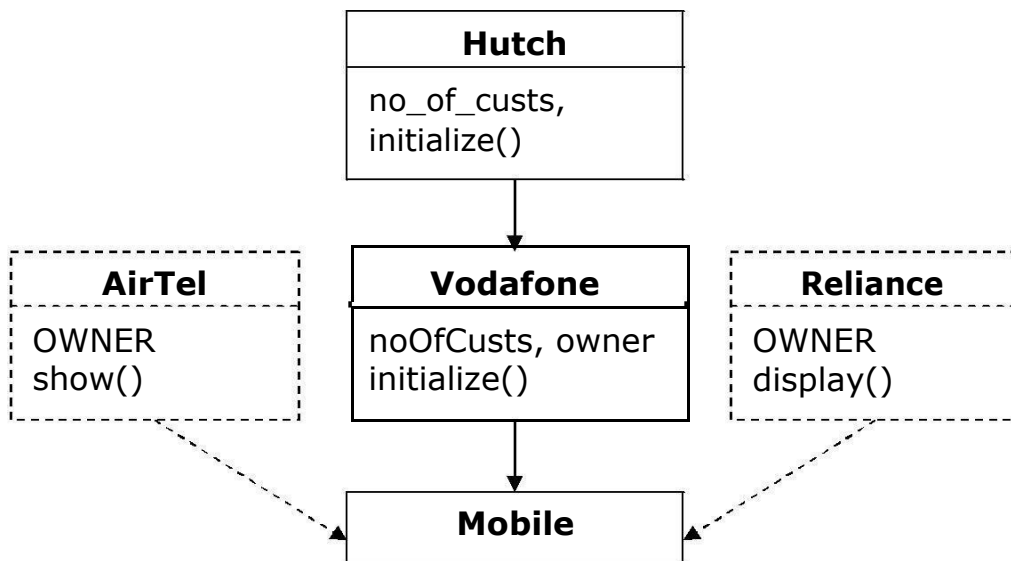 Hutch
no_of_custs,
initialize()
AirTel
OWNER
show()
Vodafone
noOfCusts, owner
initialize()
Reliance
OWNER
display()
Mobile